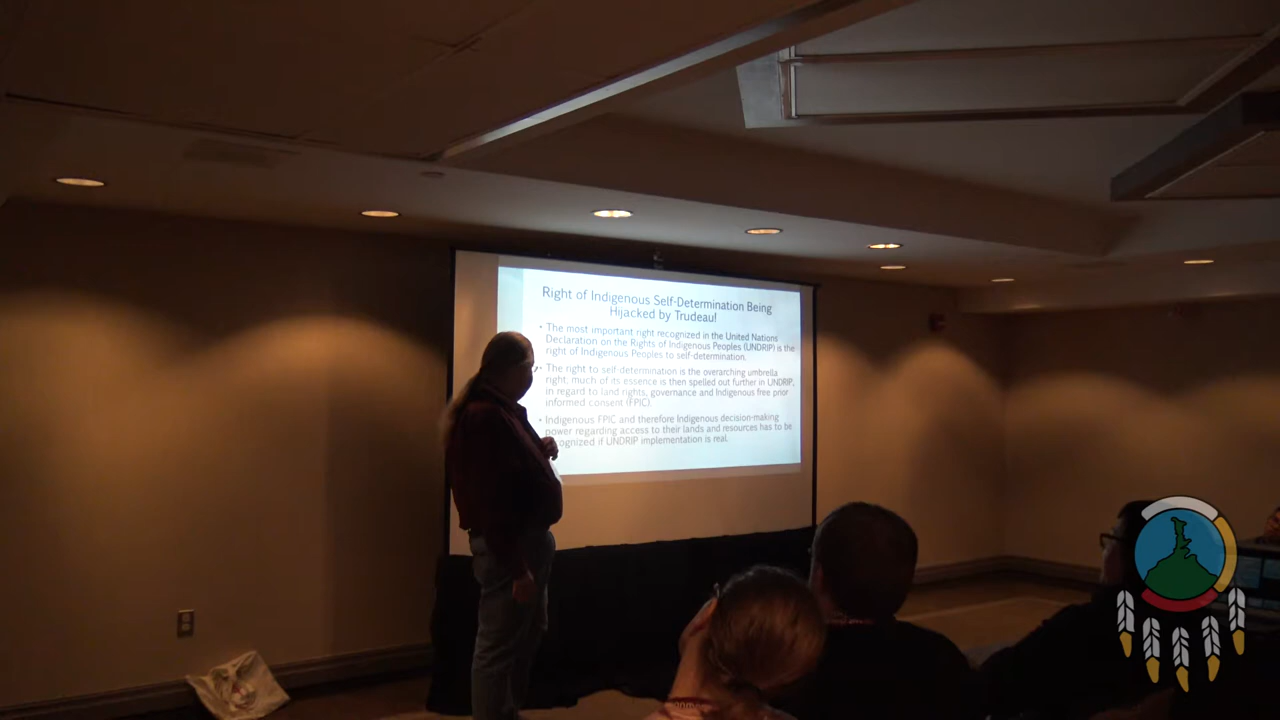 Right of Indigenous Self-Determination Being
Hijacked by Trudeau!
• The most important right recognized in the United Nations
Declaration on the Rights of Indigenous Peoples (UNDRIP) is the
right of Indigenous Peoples to self-determination.
• The right to self-determination is the overarching umbrella
right, much of its essence is then spelled out further in UNDRIP,
in regard to land rights, governance and Indigenous free prior
informed consent (FPIC).
• Indigenous FPIC and therefore Indigenous decision-making
power regarding access to their lands and resources has to be
if UNDRIP implementation is real.